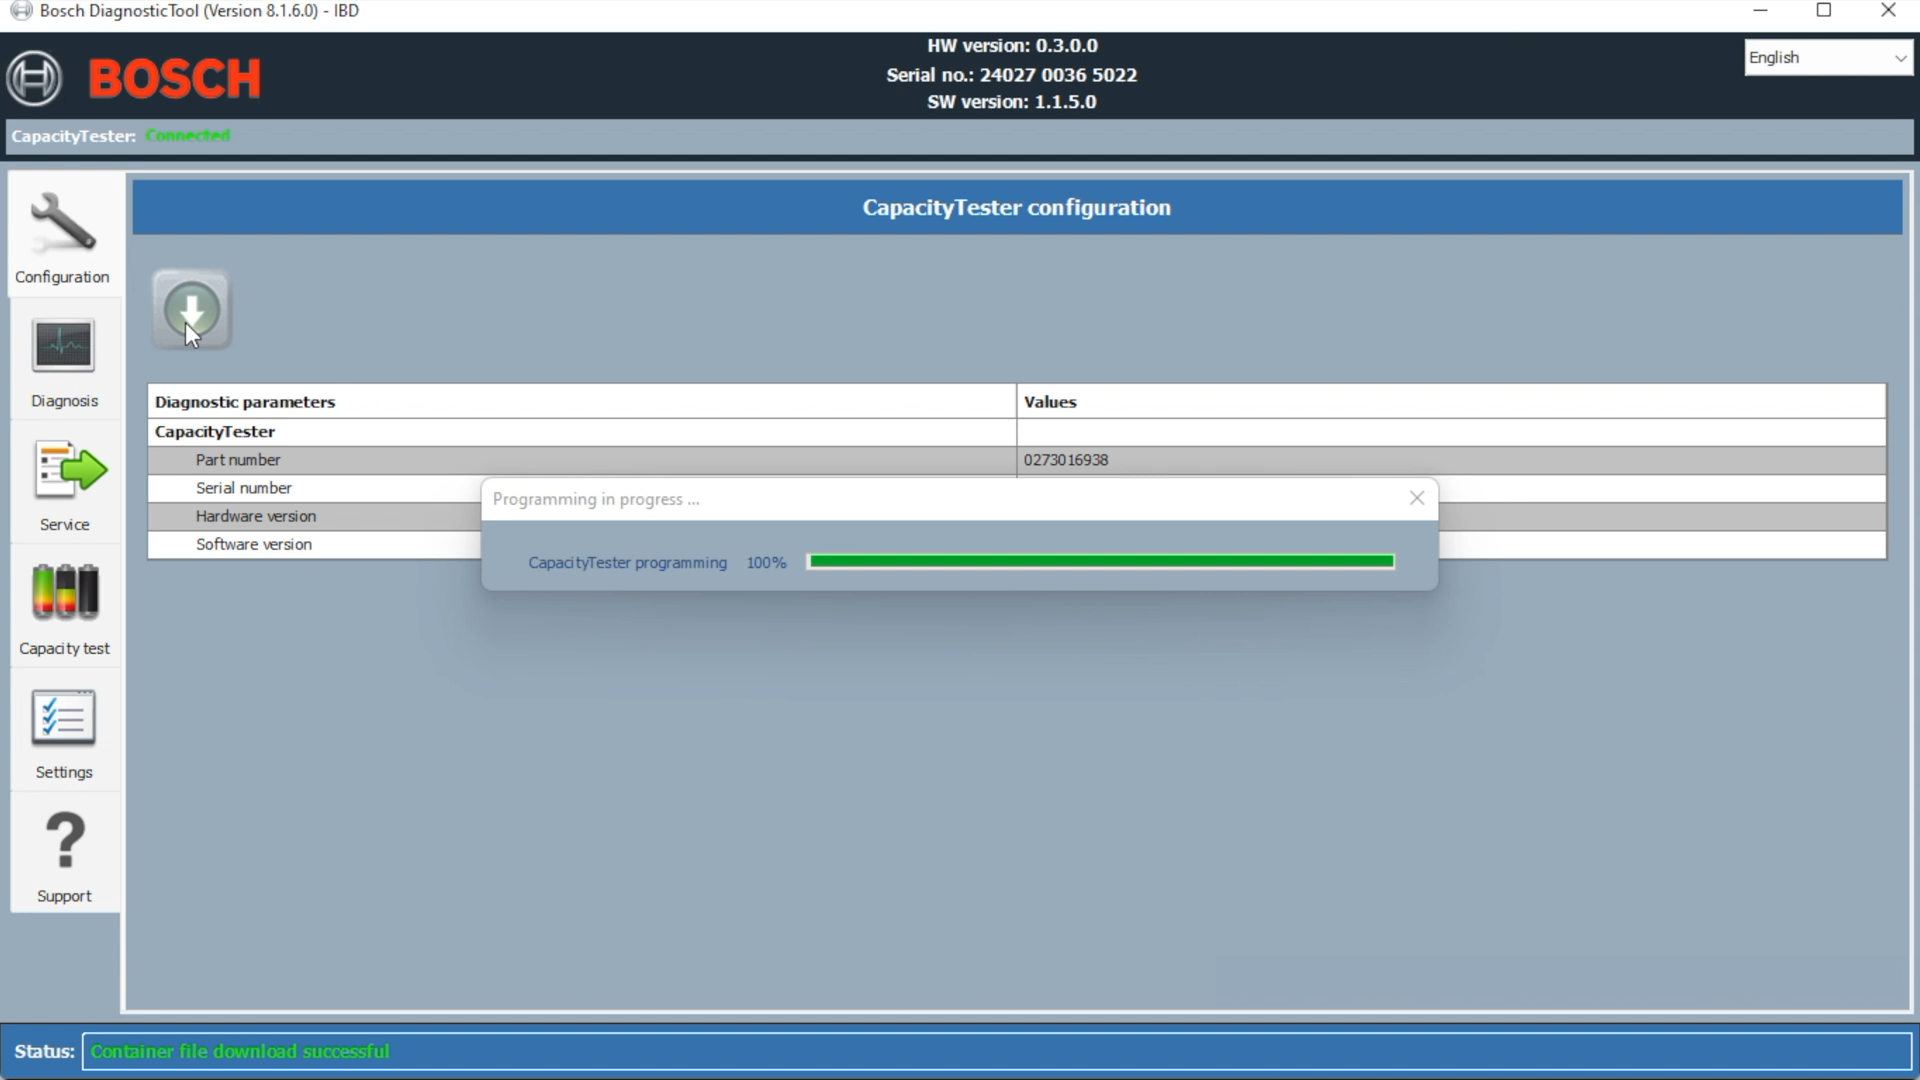 Bosch DiagnosticTool (Version 8.1.6.0) - IBD
BOSCH
HW version: 0.3.0.0
Serial no.: 24027 0036 5022
SW version: 1.1.5.0
English
CapacityTester: Connected
Configuration
Diagnosis
Service
Capacity test
Settings
Support
CapacityTester configuration
Diagnostic parameters Values
CapacityTester
Part number 0273016938
Serial number
Hardware version
Software version
Programming in progress ...
CapacityTester programming 100%
Status: Container file download successful